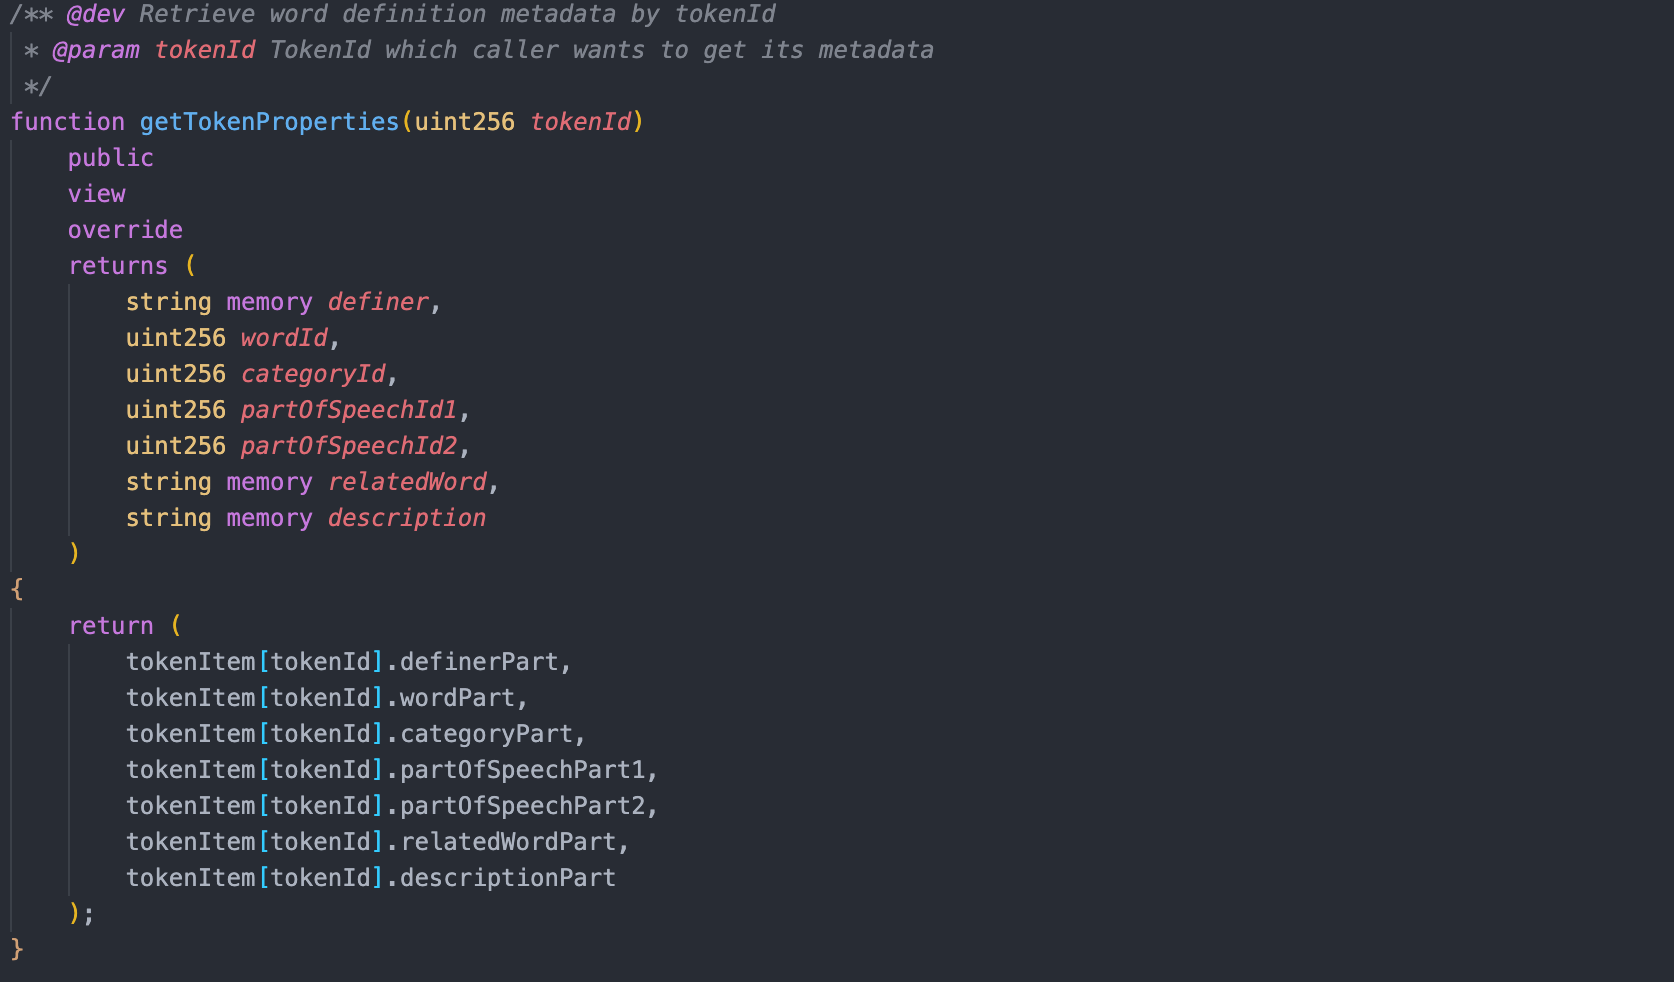 /** @dev Retrieve word definition metadata by tokenId
 * @param tokenId TokenId which caller wants to get its metadata
 */
function getTokenProperties(uint256 tokenId)
    public
    view
    override
    returns (
        string memory definer,
        uint256 wordId,
        uint256 categoryId,
        uint256 partOfSpeechId1,
        uint256 partOfSpeechId2,
        string memory relatedWord,
        string memory description
    )
{
    return (
        tokenItem[tokenId].definerPart,
        tokenItem[tokenId].wordPart,
        tokenItem[tokenId].categoryPart,
        tokenItem[tokenId].partOfSpeechPart1,
        tokenItem[tokenId].partOfSpeechPart2,
        tokenItem[tokenId].relatedWordPart,
        tokenItem[tokenId].descriptionPart
    );
}